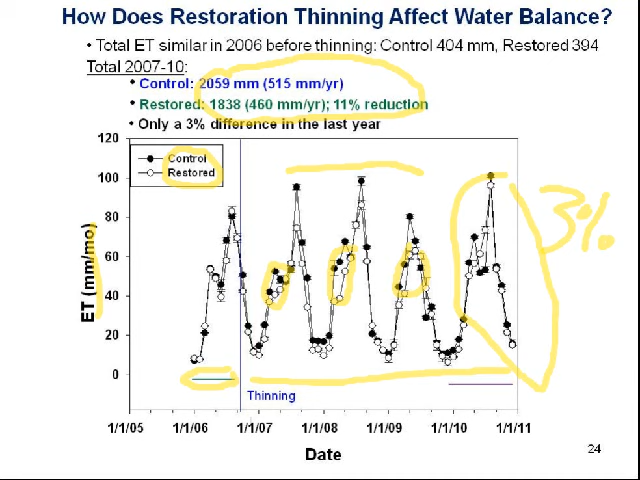 How Does Restoration Thinning Affect Water Balance?
• Total ET similar in 2006 before thinning: Control 404 mm, Restored 394
Total 2007-10:
• Control: 2059 mm (515 mm/yr)
• Restored: 1838 (460 mm/yr); 11% reduction
• Only a 3% difference in the last year
120
Control
Restored
100
80
60
40
20
0
ET (mm/mo)
3%
Thinning
1/1/05 1/1/06 1/1/07 1/1/08 1/1/09 1/1/10 1/1/11
Date
24